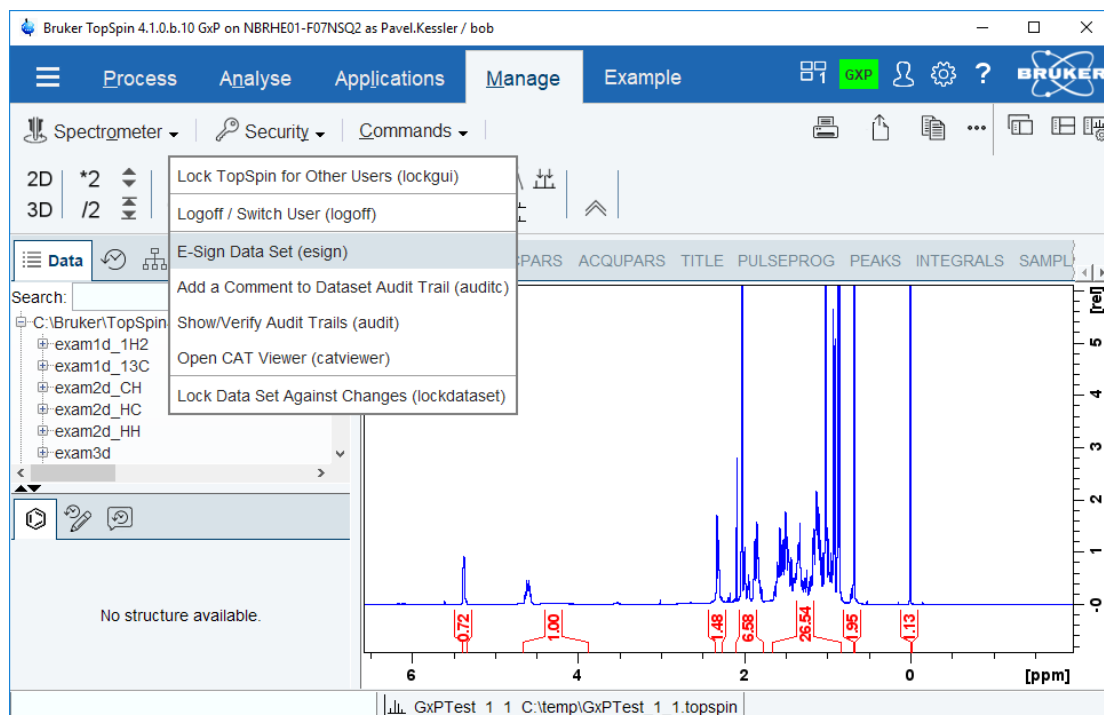 Bruker TopSpin 4.1.0.b.10 GxP on NBRHE01-F07NSQ2 as Pavel.Kessler / bob
Process Analyse Applications Manage Example GXP ? BRUKER
Spectrometer Security Commands
2D *2
3D /2
Lock TopSpin for Other Users (lockgui)
Logoff / Switch User (logoff)
E-Sign Data Set (esign)
Add a Comment to Dataset Audit Trail (auditc)
Show/Verify Audit Trails (audit)
Open CAT Viewer (catviewer)
Lock Data Set Against Changes (lockdataset)
Data CPARS ACQUPARS TITLE PULSEPROG PEAKS INTEGRALS SAMPL
Search:
C:\Bruker\TopSpin
exam1d_1H2
exam1d_13C
exam2d_CH
exam2d_HC
exam2d_HH
exam3d
No structure available.
[rel]
5
4
3
2
1
0
0.72 1.00 1.48 6.58 26.54 1.95 1.13
6 4 2 0 [ppm]
GxPTest 1 1 C:\temp\GxPTest_1_1.topspin